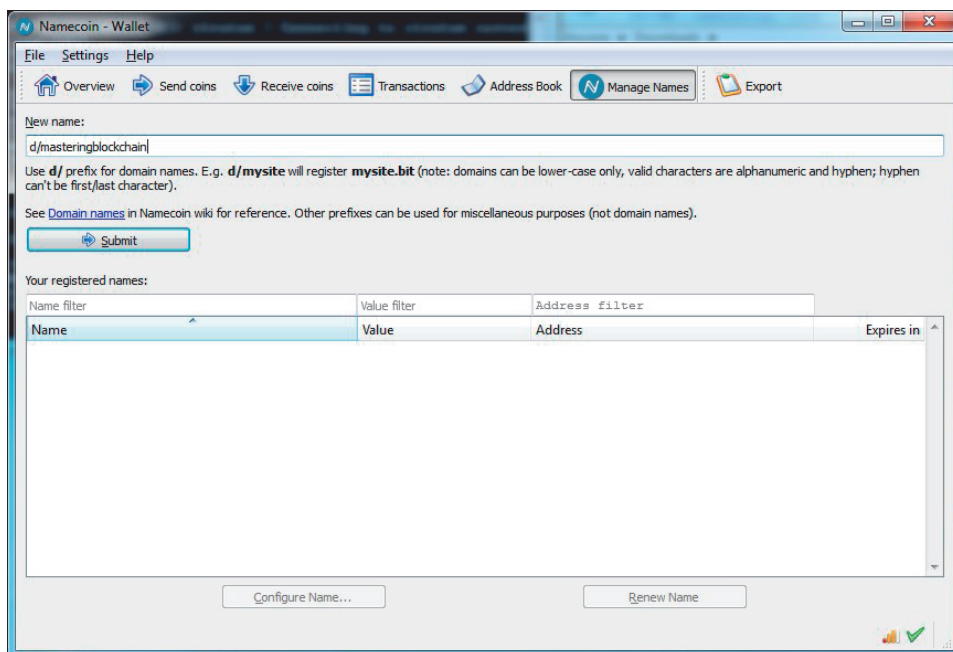 Namecoin - Wallet
File Settings Help
Overview Send coins Receive coins Transactions Address Book Manage Names Export
New name:
d/masteringblockchain
Use d/ prefix for domain names. E.g. d/mysite will register mysite.bit (note: domains can be lower-case only, valid characters are alphanumeric and hyphen; hyphen
can't be first/last character).
See Domain names in Namecoin wiki for reference. Other prefixes can be used for miscellaneous purposes (not domain names).
Submit
Your registered names:
Name filter Value filter Address filter
Name Value Address Expires in
Configure Name... Renew Name